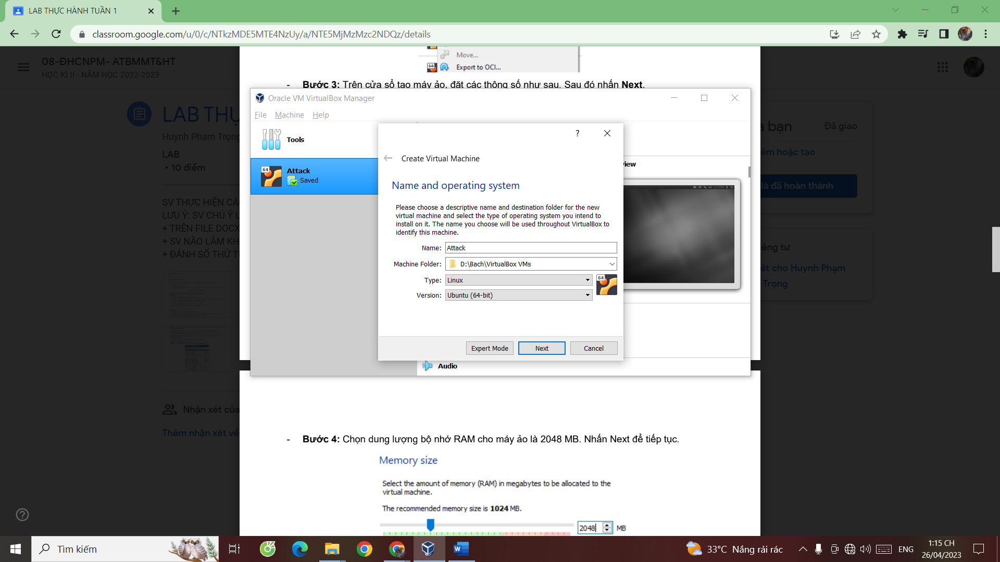 LAB THỰC HÀNH TUẦN 1
classroom.google.com/u/0/c/NTkzMDE5MTE4NzUy/a/NTE5MjMzMzc2NDQz/details
08-ĐHCNPM- ATBMMT&HT
HỌC KÌ II - NĂM HỌC 2022-2023
Move...
64
Export to OCI...
- Bước 3: Trên cửa sổ tạo máy ảo, đặt các thông số như sau. Sau đó nhấn Next.
Oracle VM VirtualBox Manager
File Machine Help
Tools
64
Attack
Saved
LAB THỰ
Huynh Phạm Trọng
LAB
• 10 điểm
SV THỰC HIỆN CÁ
LƯU Ý: SV CHÚ Ý L
+ TRÊN FILE DOCX
+ SV NÀO LÀM KH
+ ĐÁNH SỐ THỨ T
Nhận xét của
Thêm nhận xét về
?
Create Virtual Machine
Name and operating system
Please choose a descriptive name and destination folder for the new
virtual machine and select the type of operating system you intend to
install on it. The name you choose will be used throughout VirtualBox to
identify this machine.
Name: Attack
Machine Folder: D:\Bach\VirtualBox VMs
Type: Linux
64
Version: Ubuntu (64-bit)
Expert Mode Next Cancel
view
Audio
a bạn
Đã giao
êm hoặc tạo
là đã hoàn thành
iêng tư
ét cho Huynh Phạm
Trọng
- Bước 4: Chọn dung lượng bộ nhớ RAM cho máy ảo là 2048 MB. Nhấn Next để tiếp tục.
Memory size
Select the amount of memory (RAM) in megabytes to be allocated to the
virtual machine.
The recommended memory size is 1024 MB.
2048 MB
Tìm kiếm
33°C Nắng rải rác
ENG
1:15 CH
26/04/2023